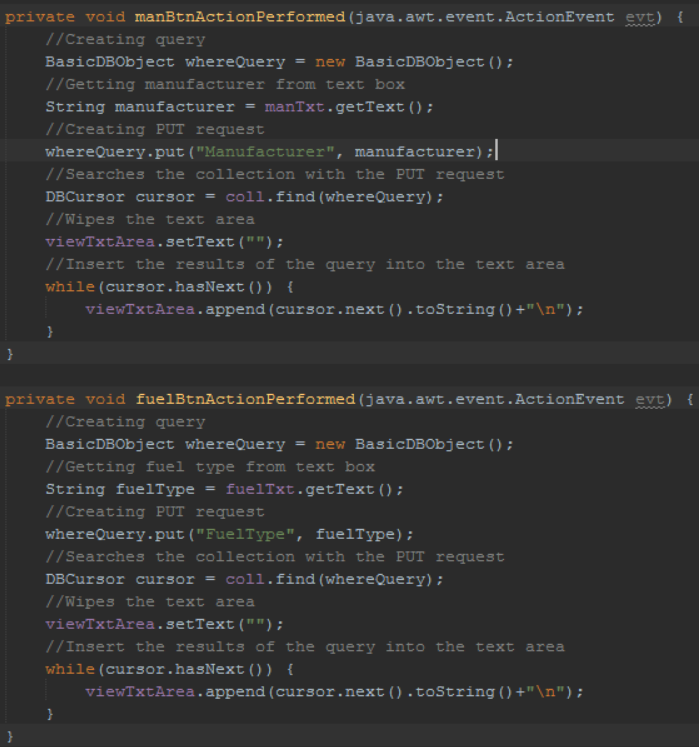 private void manBtnActionPerformed(java.awt.event.ActionEvent evt) {
    //Creating query
    BasicDBObject whereQuery = new BasicDBObject();
    //Getting manufacturer from text box
    String manufacturer = manTxt.getText();
    //Creating PUT request
    whereQuery.put("Manufacturer", manufacturer);
    //Searches the collection with the PUT request
    DBCursor cursor = coll.find(whereQuery);
    //Wipes the text area
    viewTxtArea.setText("");
    //Insert the results of the query into the text area
    while(cursor.hasNext()) {
        viewTxtArea.append(cursor.next().toString()+"\n");
    }
}
private void fuelBtnActionPerformed(java.awt.event.ActionEvent evt) {
    //Creating query
    BasicDBObject whereQuery = new BasicDBObject();
    //Getting fuel type from text box
    String fuelType = fuelTxt.getText();
    //Creating PUT request
    whereQuery.put("FuelType", fuelType);
    //Searches the collection with the PUT request
    DBCursor cursor = coll.find(whereQuery);
    //Wipes the text area
    viewTxtArea.setText("");
    //Insert the results of the query into the text area
    while(cursor.hasNext()) {
        viewTxtArea.append(cursor.next().toString()+"\n");
    }
}